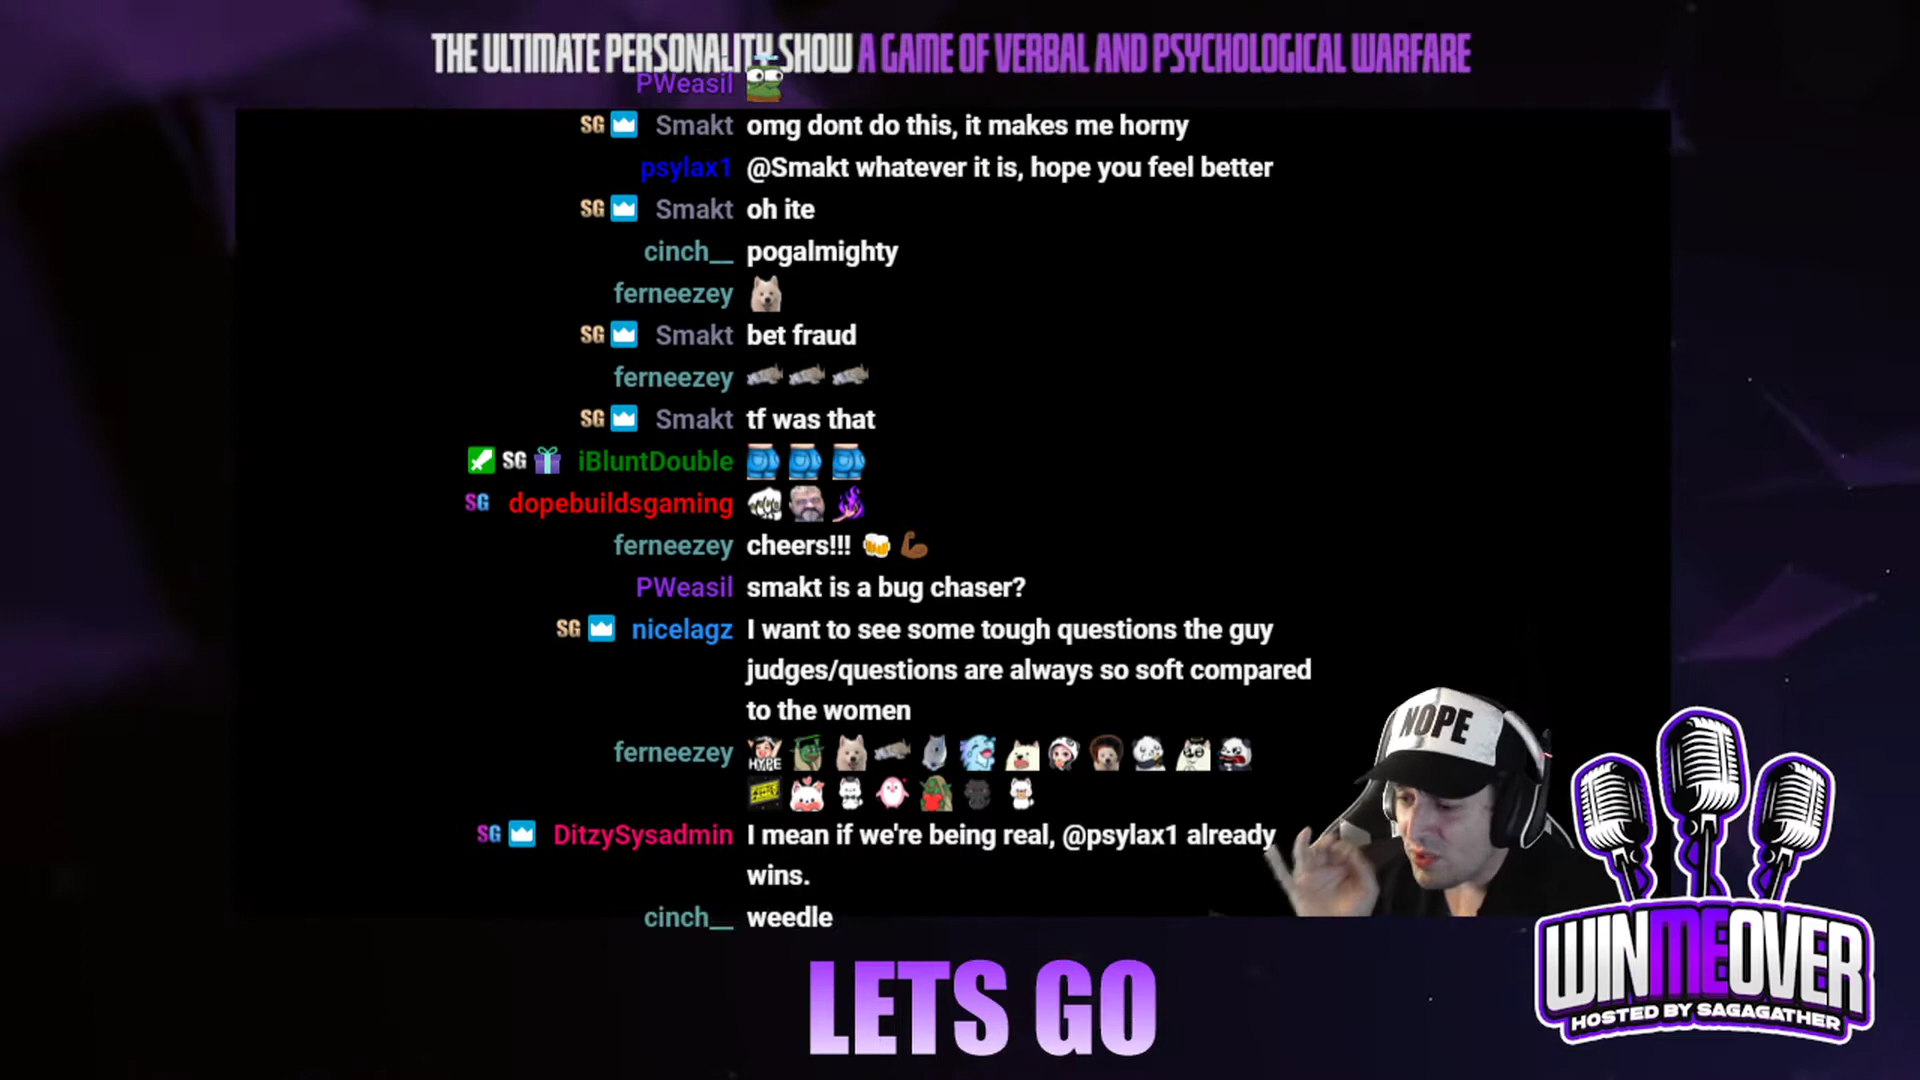 THE ULTIMATE PERSONALITY SHOW A GAME OF VERBAL AND PSYCHOLOGICAL WARFARE
PWeasil
SG Smakt omg dont do this, it makes me horny
psylax1 @Smakt whatever it is, hope you feel better
SG Smakt oh ite
cinch__ pogalmighty
ferneezey
SG Smakt bet fraud
ferneezey
SG Smakt tf was that
SG iBluntDouble
SG dopebuildsgaming
ferneezey cheers!!! 🍻 💪🏾
PWeasil smakt is a bug chaser?
SG nicelagz I want to see some tough questions the guy
judges/questions are always so soft compared
to the women
ferneezey HYPE
SG DitzySysadmin I mean if we're being real, @psylax1 already
wins.
cinch__ weedle
NOPE
LETS GO
WINMEOVER
HOSTED BY SAGAGATHER